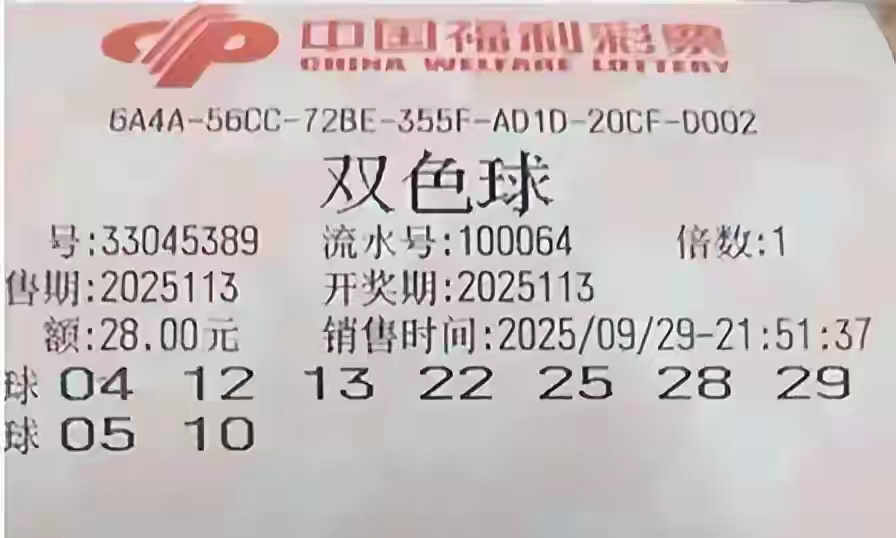 中国福利彩票
CHINA WELFARE LOTTERY
6A4A-56CC-72BE-355F-AD1D-20CF-0002
双色球
号:33045389 流水号:100064 倍数:1
售期:2025113 开奖期:2025113
额:28.00元 销售时间:2025/09/29-21:51:37
球 04 12 13 22 25 28 29
球 05 10